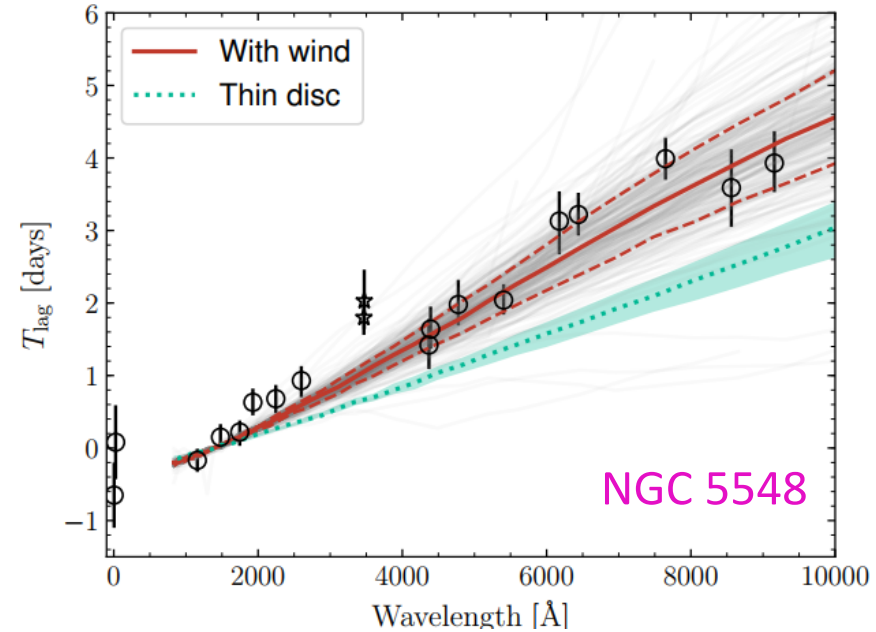 6
5
4
3
2
1
0
−1
T_lag [days]
With wind
Thin disc
NGC 5548
0 2000 4000 6000 8000 10000
Wavelength [Å]